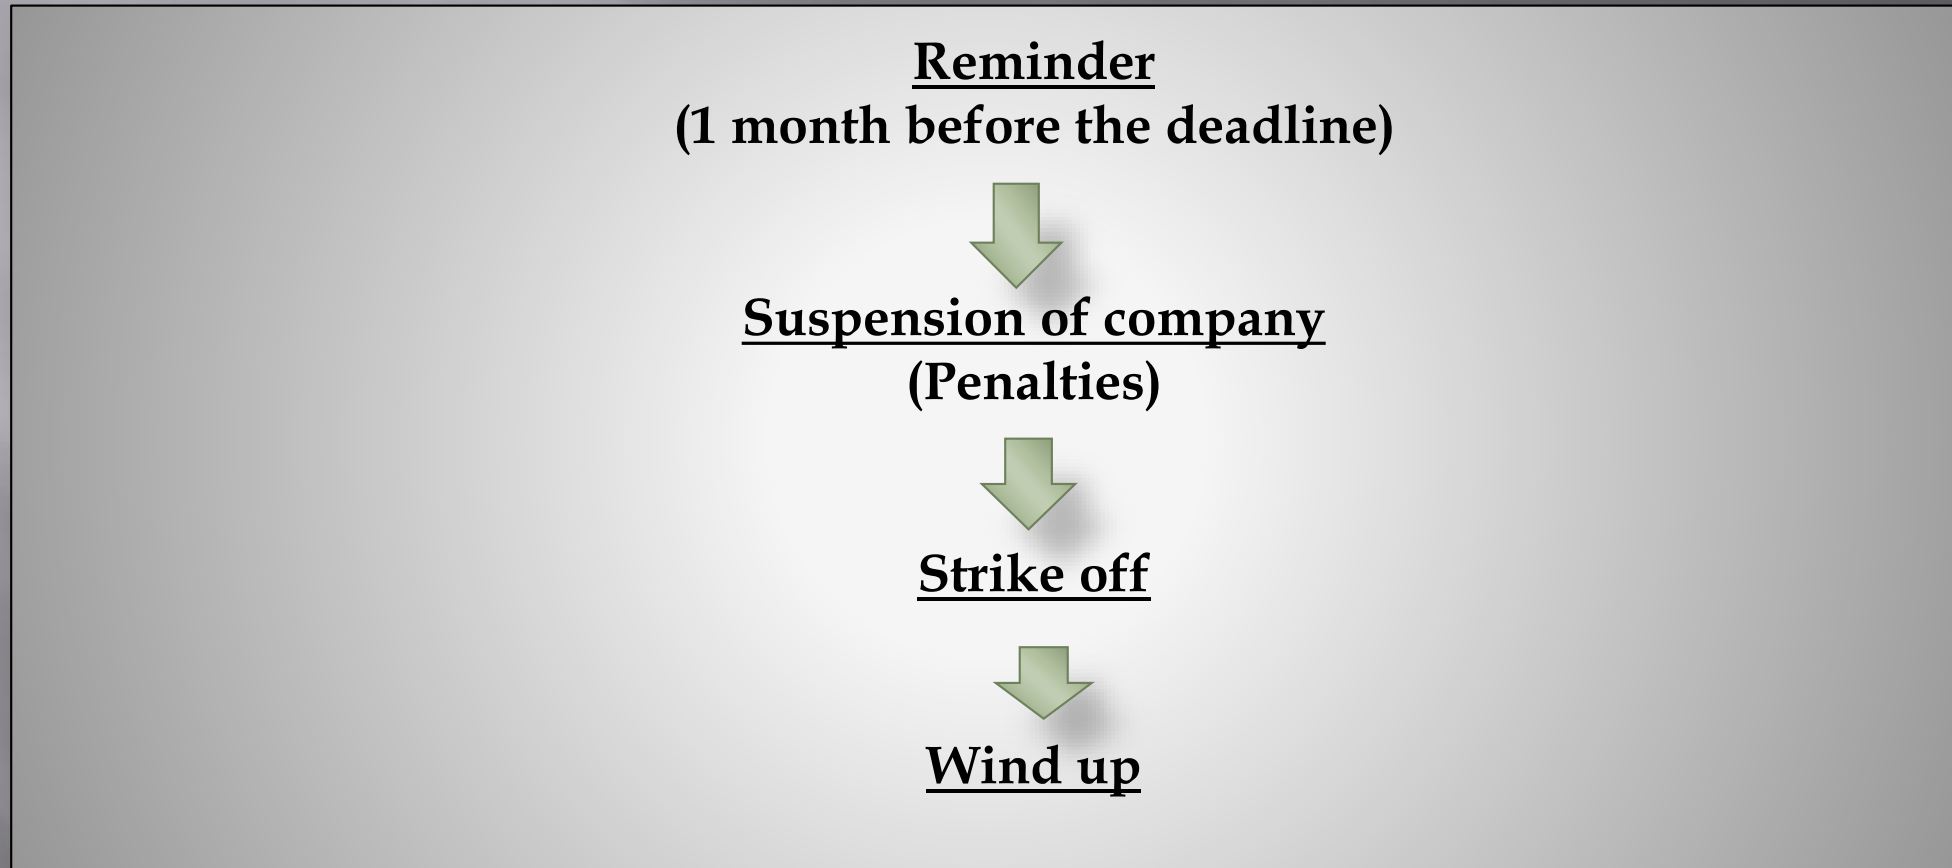 Reminder
(1 month before the deadline)
Suspension of company
(Penalties)
Strike off
Wind up